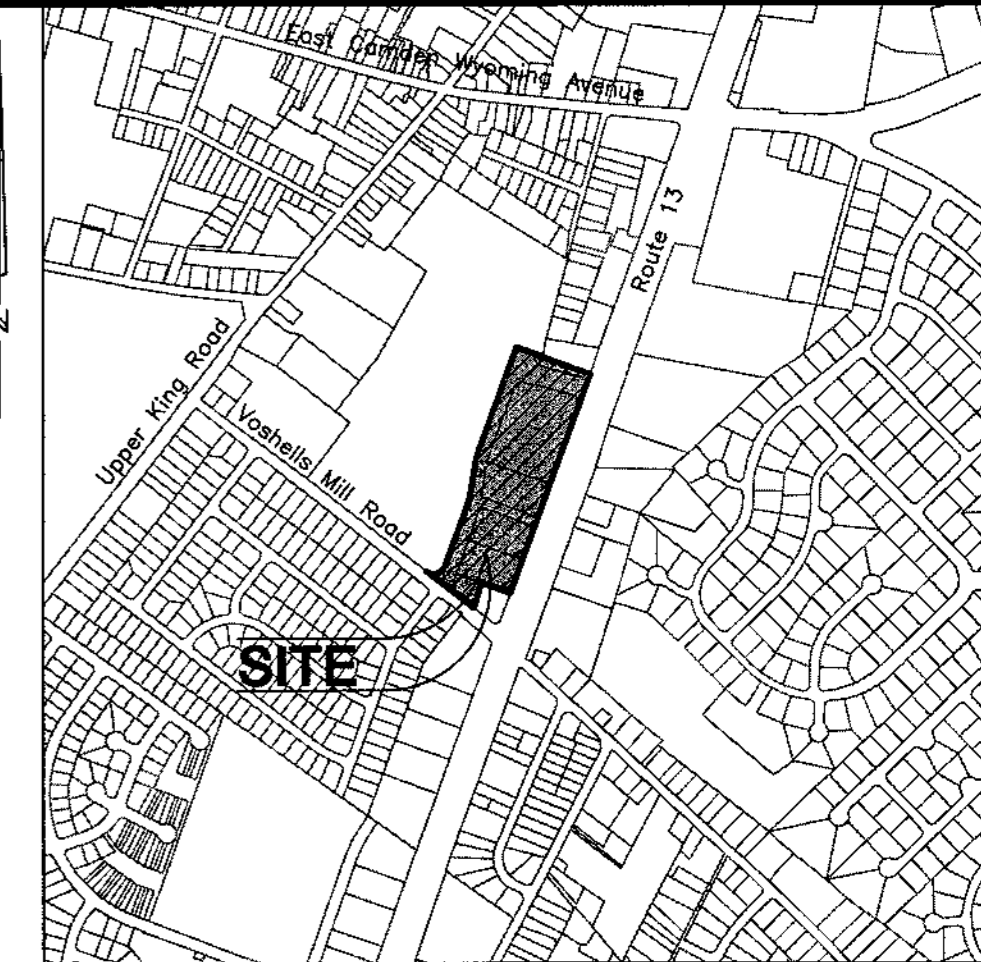 East Camden Wyoming Avenue
Route 13
Upper King Road
Voshells Mill Road
SITE